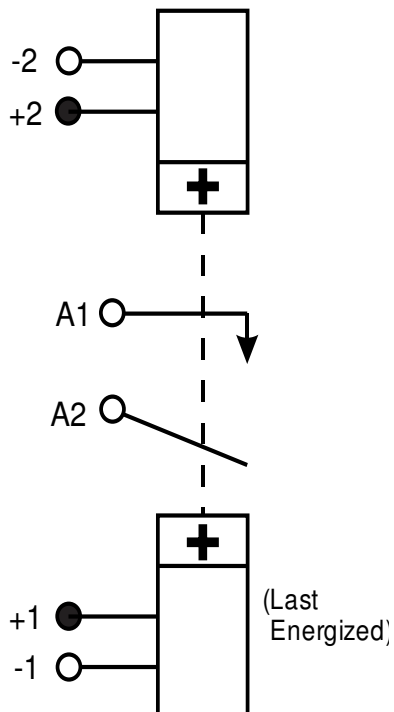 -2
+2
+
A1
A2
+
(Last
Energized)
+1
-1